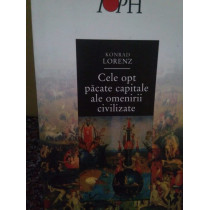 KONRAD
LORENZ
Cele opt
păcate capitale
ale omenirii
civilizate